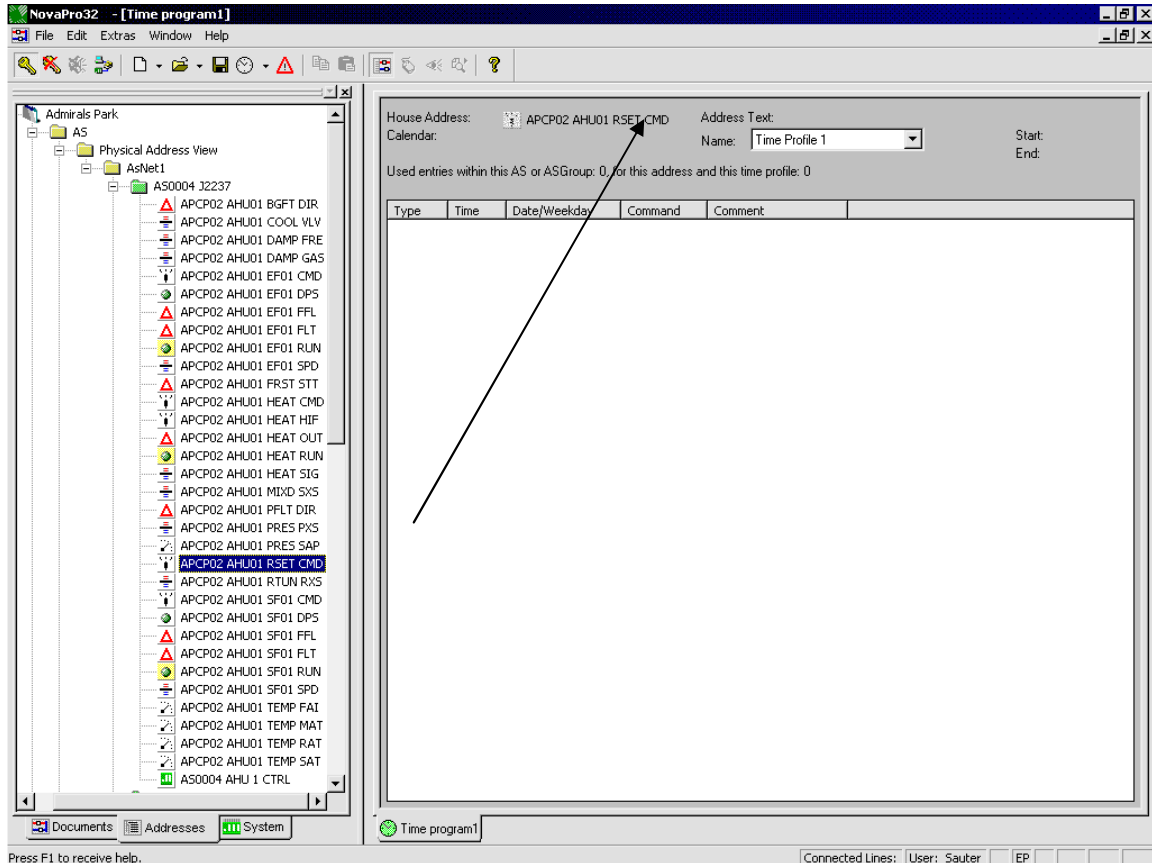 NovaPro32 - [Time program1]
File Edit Extras Window Help
Admirals Park
AS
Physical Address View
AsNet1
AS0004 J2237
APCP02 AHU01 BGFT DIR
APCP02 AHU01 COOL VLV
APCP02 AHU01 DAMP FRE
APCP02 AHU01 DAMP GAS
APCP02 AHU01 EF01 CMD
APCP02 AHU01 EF01 DPS
APCP02 AHU01 EF01 FFL
APCP02 AHU01 EF01 FLT
APCP02 AHU01 EF01 RUN
APCP02 AHU01 EF01 SPD
APCP02 AHU01 FRST STT
APCP02 AHU01 HEAT CMD
APCP02 AHU01 HEAT HIF
APCP02 AHU01 HEAT OUT
APCP02 AHU01 HEAT RUN
APCP02 AHU01 HEAT SIG
APCP02 AHU01 MIXD SXS
APCP02 AHU01 PFLT DIR
APCP02 AHU01 PRES PXS
APCP02 AHU01 PRES SAP
APCP02 AHU01 RSET CMD
APCP02 AHU01 RTUN RXS
APCP02 AHU01 SF01 CMD
APCP02 AHU01 SF01 DPS
APCP02 AHU01 SF01 FFL
APCP02 AHU01 SF01 FLT
APCP02 AHU01 SF01 RUN
APCP02 AHU01 SF01 SPD
APCP02 AHU01 TEMP FAI
APCP02 AHU01 TEMP MAT
APCP02 AHU01 TEMP RAT
APCP02 AHU01 TEMP SAT
AS0004 AHU 1 CTRL
Documents Addresses System
House Address: APCP02 AHU01 RSET CMD Address Text:
Calendar: Name: Time Profile 1 Start:
End:
Used entries within this AS or ASGroup: 0, for this address and this time profile: 0
Type Time Date/Weekday Command Comment
Time program1
Press F1 to receive help. Connected Lines: User: Sauter EP